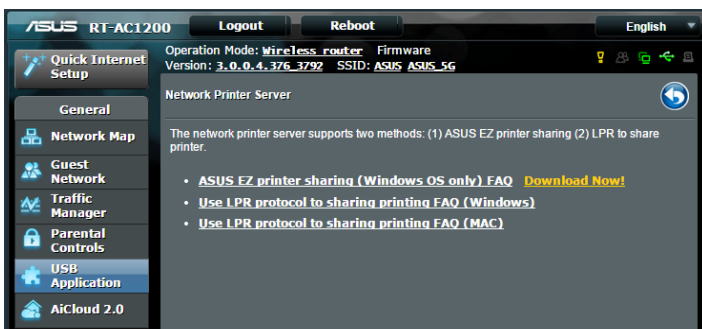 ASUS RT-AC1200 Logout Reboot English
Quick Internet Setup
Operation Mode: Wireless router Firmware
Version: 3.0.0.4.376_3792 SSID: ASUS ASUS_5G
General
Network Map
Guest Network
Traffic Manager
Parental Controls
USB Application
AiCloud 2.0
Network Printer Server
The network printer server supports two methods: (1) ASUS EZ printer sharing (2) LPR to share
printer.
• ASUS EZ printer sharing (Windows OS only) FAQ Download Now!
• Use LPR protocol to sharing printing FAQ (Windows)
• Use LPR protocol to sharing printing FAQ (MAC)